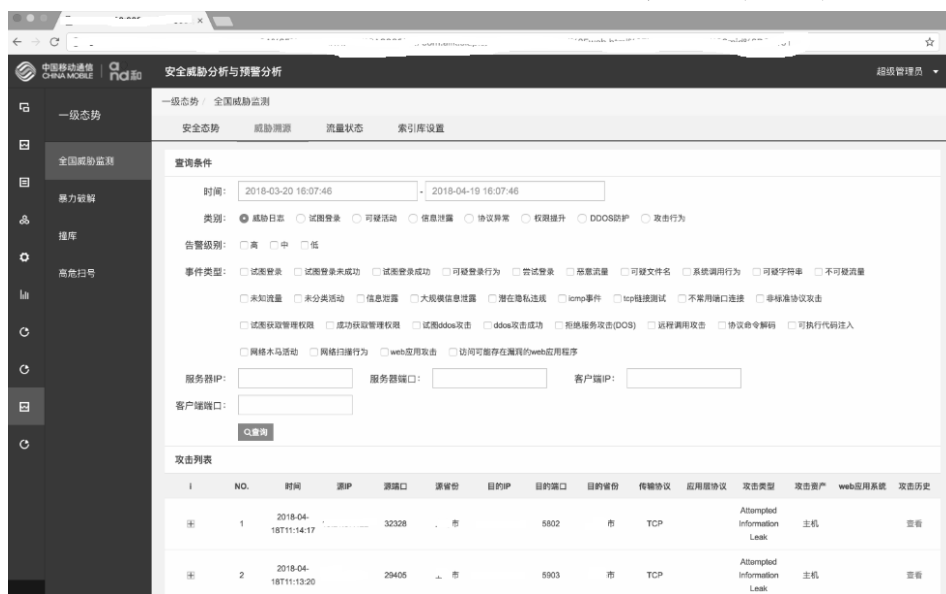 中国移动通信 CHINA MOBILE and和 安全威胁分析与预警分析 超级管理员
一级态势 / 全国威胁监测
一级态势
安全态势 威胁溯源 流量状态 索引库设置
全国威胁监测
暴力破解
撞库
高危扫号
查询条件
时间: 2018-03-20 16:07:46 - 2018-04-19 16:07:46
类别: 威胁日志 试图登录 可疑活动 信息泄露 协议异常 权限提升 DDOS防护 攻击行为
告警级别: 高 中 低
事件类型: 试图登录 试图登录未成功 试图登录成功 可疑登录行为 尝试登录 恶意流量 可疑文件名 系统调用行为 可疑字符串 不可疑流量
未知流量 未分类活动 信息泄露 大规模信息泄露 潜在隐私违规 icmp事件 tcp链接测试 不常用端口连接 非标准协议攻击
试图获取管理权限 成功获取管理权限 试图ddos攻击 ddos攻击成功 拒绝服务攻击(DOS) 远程调用攻击 协议命令解码 可执行代码注入
网络木马活动 网络扫描行为 web应用攻击 访问可能存在漏洞的web应用程序
服务器IP: 服务器端口: 客户端IP:
客户端端口:
查询
攻击列表
i NO. 时间 源IP 源端口 源省份 目的IP 目的端口 目的省份 传输协议 应用层协议 攻击类型 攻击资产 web应用系统 攻击历史
1 2018-04-18T11:14:17 32328 市 5802 市 TCP Attempted Information Leak 主机 查看
2 2018-04-18T11:13:20 29405 市 5903 市 TCP Attempted Information Leak 主机 查看